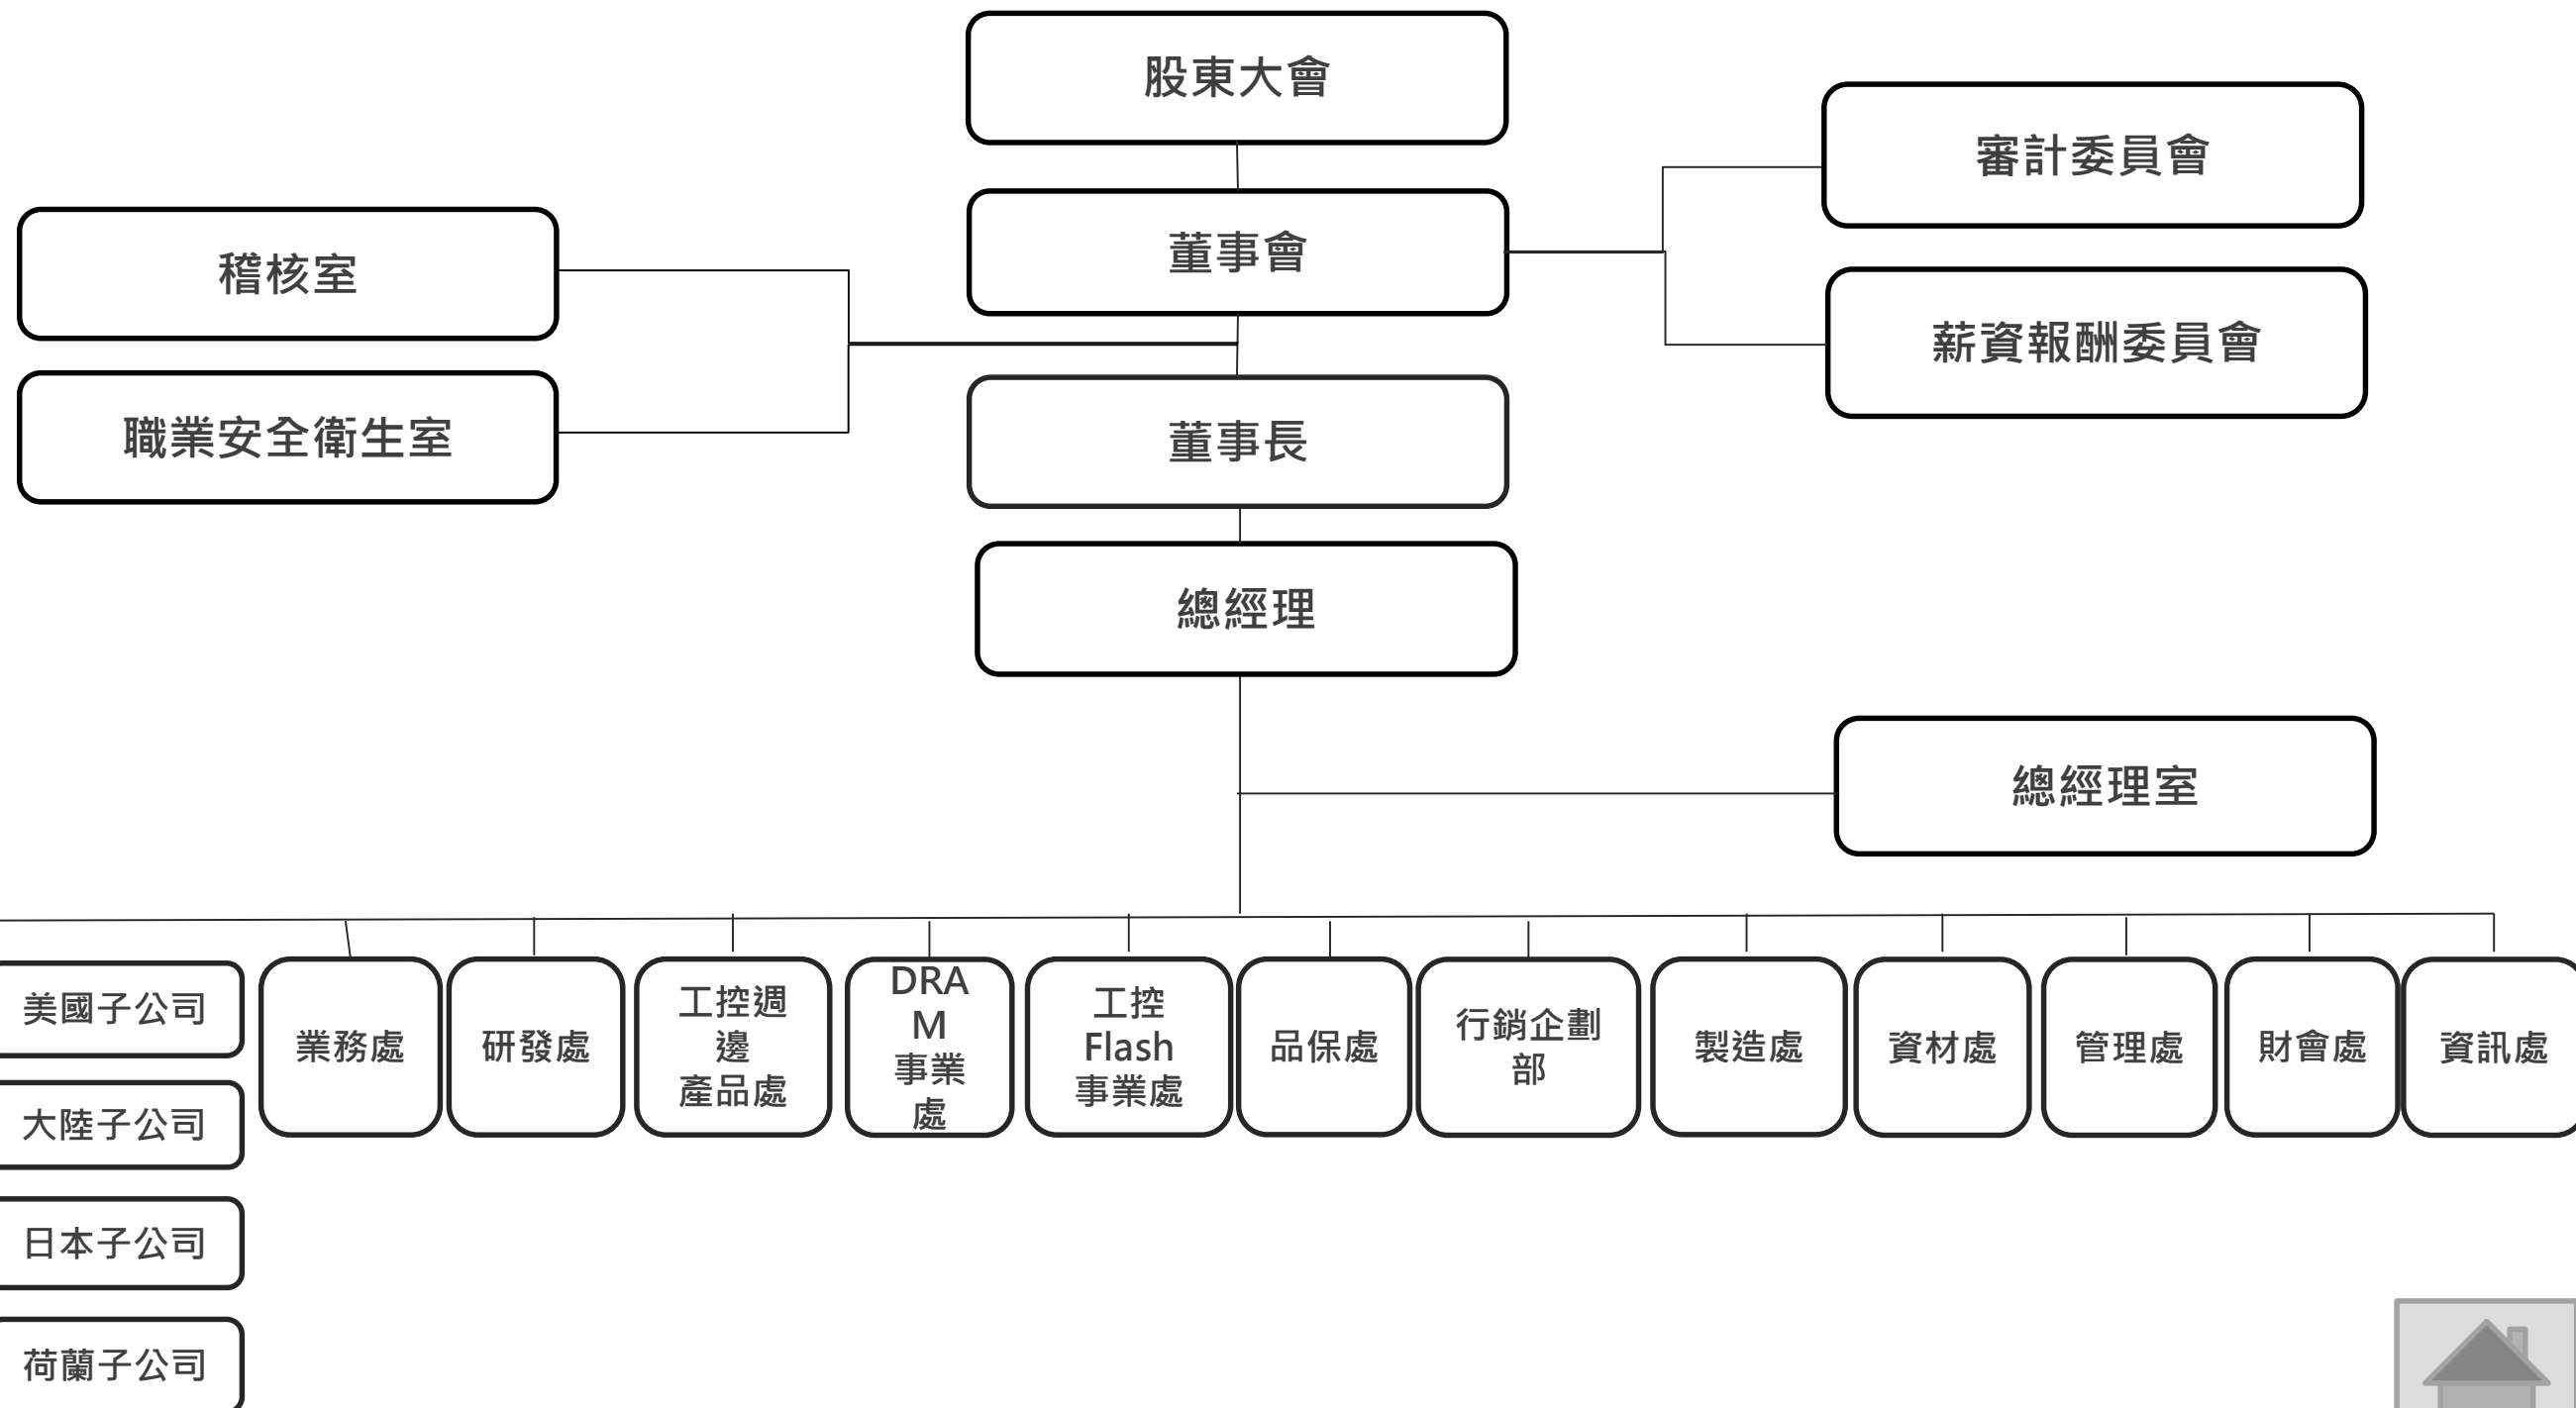 股東大會
審計委員會
董事會
稽核室
薪資報酬委員會
職業安全衛生室
董事長
總經理
總經理室
美國子公司
大陸子公司
日本子公司
荷蘭子公司
業務處
研發處
工控週
邊
產品處
DRA
M
事業
處
工控
Flash
事業處
品保處
行銷企劃
部
製造處
資材處
管理處
財會處
資訊處